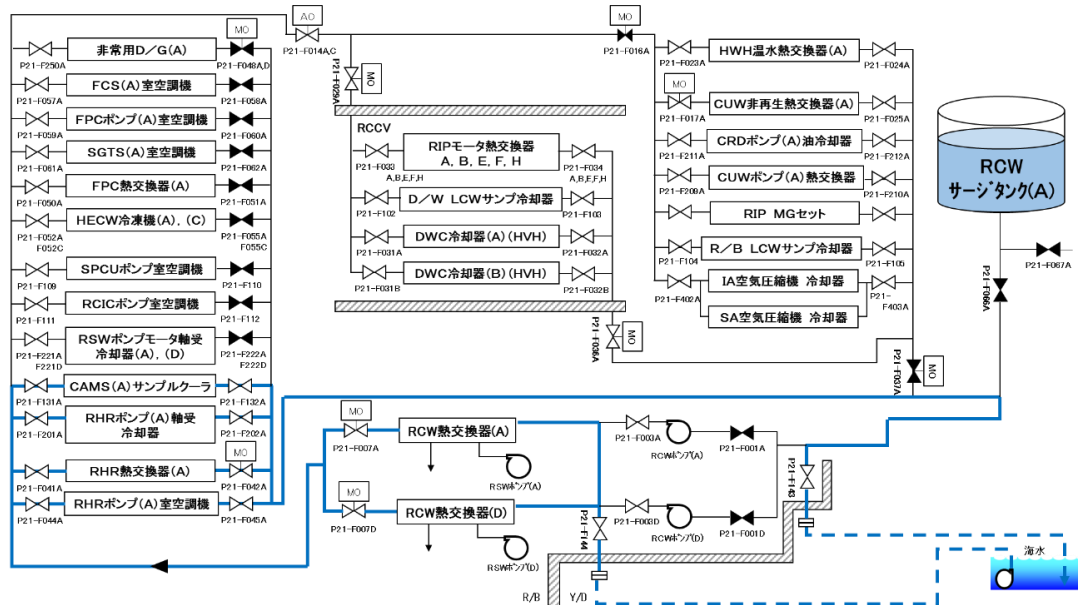 AO
MO
MO
非常用D/G(A)
P21-F250A
P21-F048A,D
P21-F014A,C
P21-F016A
FCS(A)室空調機
P21-F057A
P21-F058A
FPCポンプ(A)室空調機
P21-F059A
P21-F060A
SGTS(A)室空調機
P21-F061A
P21-F062A
FPC熱交換器(A)
P21-F050A
P21-F051A
HECW冷凍機(A),(C)
P21-F052A
F052C
P21-F055A
F055C
SPCUポンプ室空調機
P21-F109
P21-F110
RCICポンプ室空調機
P21-F111
P21-F112
RSWポンプモータ軸受
冷却器(A),(D)
P21-F221A
F221D
P21-F222A
F222D
CAMS(A)サンプルクーラ
P21-F131A
P21-F132A
RHRポンプ(A)軸受
冷却器
P21-F201A
P21-F202A
MO
RHR熱交換器(A)
P21-F041A
P21-F042A
RHRポンプ(A)室空調機
P21-F044A
P21-F045A
P21-F029A
MO
RCCV
RIPモータ熱交換器
A, B, E, F, H
P21-F033
A,B,E,F,H
P21-F034
A,B,E,F,H
D/W LCWサンプ冷却器
P21-F102
P21-F103
DWC冷却器(A)(HVH)
P21-F031A
P21-F032A
DWC冷却器(B)(HVH)
P21-F031B
P21-F032B
P21-F036A
MO
HWH温水熱交換器(A)
P21-F023A
P21-F024A
MO
CUW非再生熱交換器(A)
P21-F017A
P21-F025A
CRDポンプ(A)油冷却器
P21-F211A
P21-F212A
CUWポンプ(A)熱交換器
P21-F208A
P21-F210A
RIP MGセット
R/B LCWサンプ冷却器
P21-F104
P21-F105
IA空気圧縮機 冷却器
P21-F402A
P21-F403A
SA空気圧縮機 冷却器
P21-F037A
MO
RCW
サージタンク(A)
P21-F067A
P21-F066A
MO
RCW熱交換器(A)
P21-F007A
RSWポンプ(A)
P21-F003A
RCWポンプ(A)
P21-F001A
MO
RCW熱交換器(D)
P21-F007D
RSWポンプ(D)
P21-F003D
RCWポンプ(D)
P21-F001D
P21-F143
P21-F144
海水
R/B
Y/D